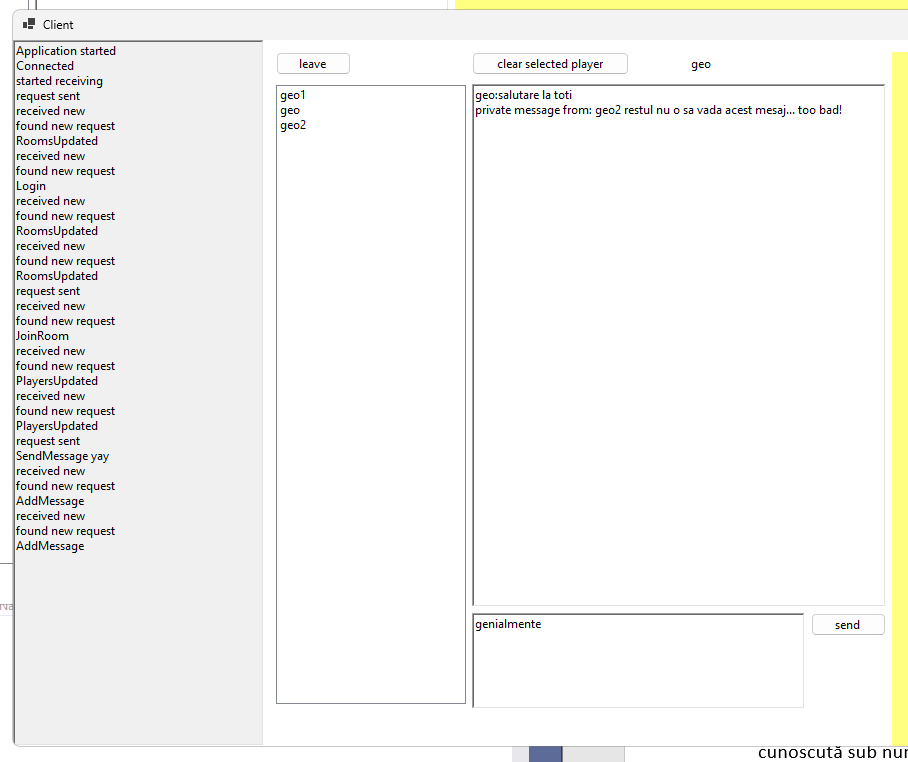 Client
Application started
Connected
started receiving
request sent
received new
found new request
RoomsUpdated
received new
found new request
Login
received new
found new request
RoomsUpdated
received new
found new request
RoomsUpdated
request sent
received new
found new request
JoinRoom
received new
found new request
PlayersUpdated
received new
found new request
PlayersUpdated
request sent
SendMessage yay
received new
found new request
AddMessage
received new
found new request
AddMessage
leave
geo1
geo
geo2
clear selected player
geo
geo:salutare la toti
private message from: geo2 restul nu o sa vada acest mesaj... too bad!
genialmente
send
cunoscută sub